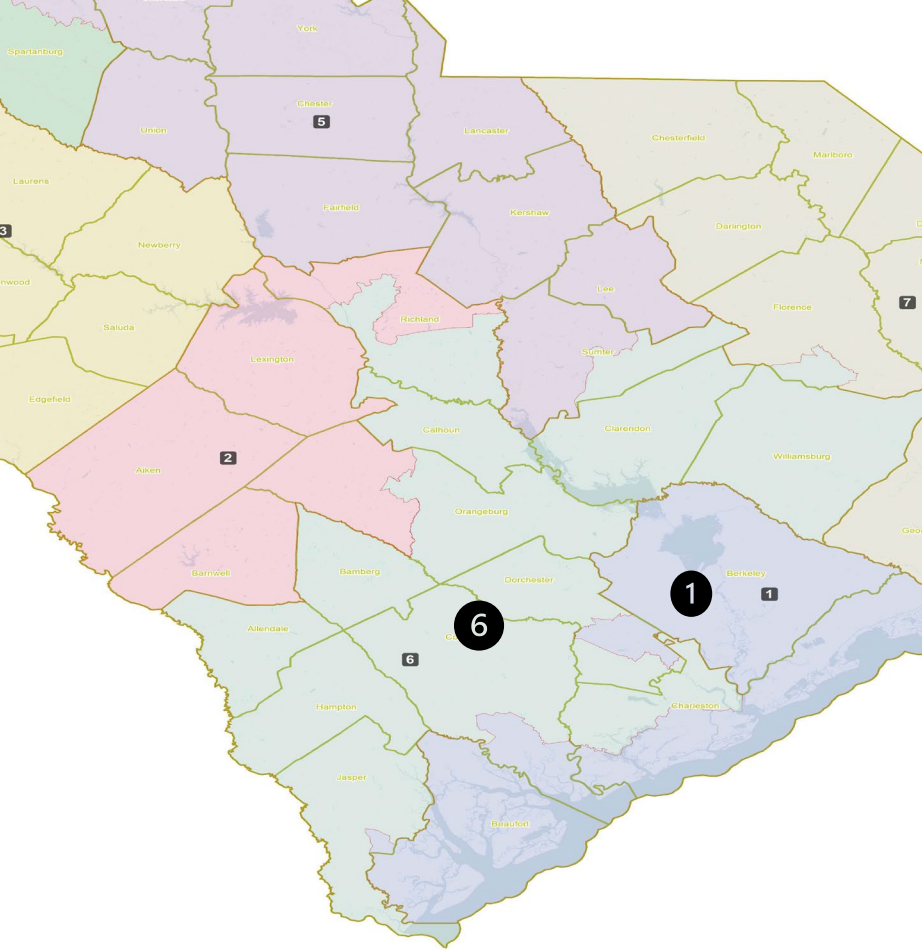 York
Spartanburg
Chester
5
Union
Lancaster
Chesterfield
Marlboro
Laurens
Fairfield
Kershaw
Darlington
3
Newberry
nwood
Lee
7
Florence
Richland
Saluda
Sumter
Lexington
Edgefield
Clarendon
Calhoun
Williamsburg
2
Aiken
Orangeburg
Geo
Barnwell
Bamberg
Berkeley
Dorchester
1
1
Allendale
6
6
Hampton
Charleston
Jasper
Beaufort